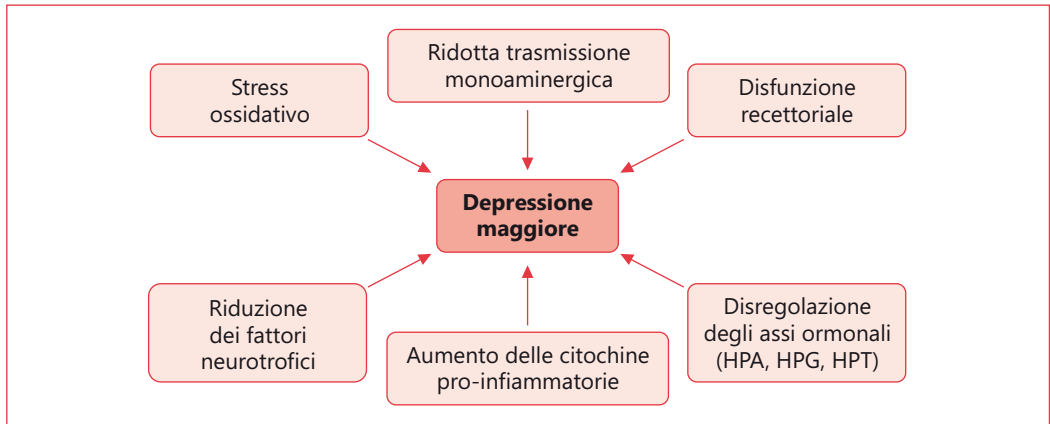 Ridotta trasmissione
monoaminergica
Stress
ossidativo
Disfunzione
recettoriale
Depressione
maggiore
Riduzione
dei fattori
neurotrofici
Aumento delle citochine
pro-infiammatorie
Disregolazione
degli assi ormonali
(HPA, HPG, HPT)